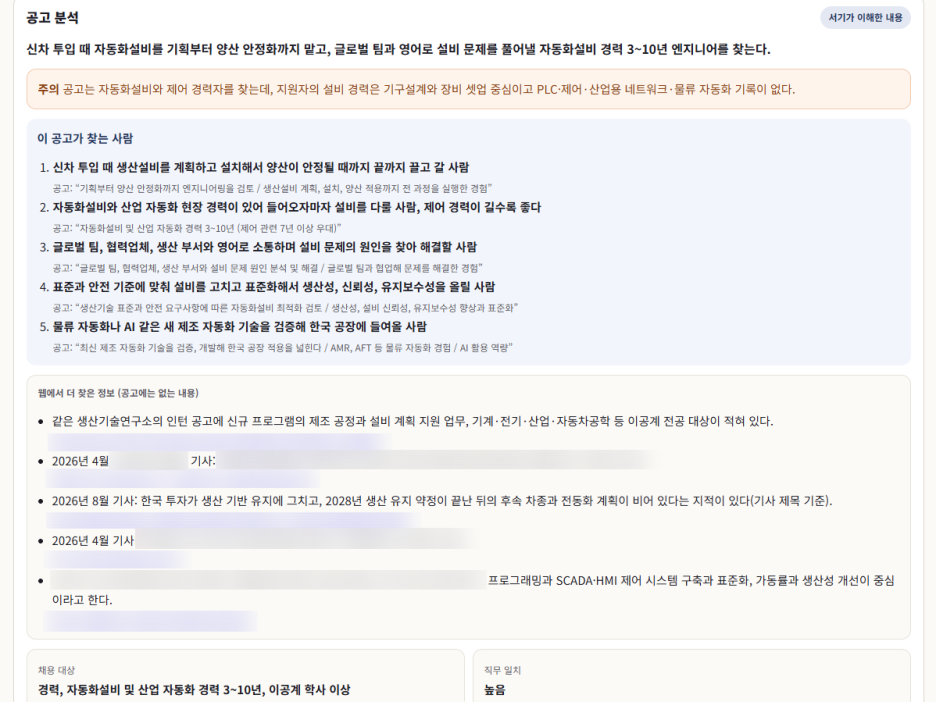 공고 분석
서기가 이해한 내용
신차 투입 때 자동화설비를 기획부터 양산 안정화까지 맡고, 글로벌 팀과 영어로 설비 문제를 풀어낼 자동화설비 경력 3~10년 엔지니어를 찾는다.
주의 공고는 자동화설비와 제어 경력자를 찾는데, 지원자의 설비 경력은 기구설계와 장비 셋업 중심이고 PLC·제어·산업용 네트워크·물류 자동화 기록이 없다.
이 공고가 찾는 사람
1. 신차 투입 때 생산설비를 계획하고 설치해서 양산이 안정될 때까지 끝까지 끌고 갈 사람
공고: “기획부터 양산 안정화까지 엔지니어링을 검토 / 생산설비 계획, 설치, 양산 적용까지 전 과정을 실행한 경험”
2. 자동화설비와 산업 자동화 현장 경력이 있어 들어오자마자 설비를 다룰 사람, 제어 경력이 길수록 좋다
공고: “자동화설비 및 산업 자동화 경력 3~10년 (제어 관련 7년 이상 우대)”
3. 글로벌 팀, 협력업체, 생산 부서와 영어로 소통하며 설비 문제의 원인을 찾아 해결할 사람
공고: “글로벌 팀, 협력업체, 생산 부서와 설비 문제 원인 분석 및 해결 / 글로벌 팀과 협업해 문제를 해결한 경험”
4. 표준과 안전 기준에 맞춰 설비를 고치고 표준화해서 생산성, 신뢰성, 유지보수성을 올릴 사람
공고: “생산기술 표준과 안전 요구사항에 따른 자동화설비 최적화 검토 / 생산성, 설비 신뢰성, 유지보수성 향상과 표준화”
5. 물류 자동화나 AI 같은 새 제조 자동화 기술을 검증해 한국 공장에 들여올 사람
공고: “최신 제조 자동화 기술을 검증, 개발해 한국 공장 적용을 넓힌다 / AMR, AFT 등 물류 자동화 경험 / AI 활용 역량”
웹에서 더 찾은 정보 (공고에는 없는 내용)
• 같은 생산기술연구소의 인턴 공고에 신규 프로그램의 제조 공정과 설비 계획 지원 업무, 기계·전기·산업·자동차공학 등 이공계 전공 대상이 적혀 있다.
• 2026년 4월 기사:
• 2026년 8월 기사: 한국 투자가 생산 기반 유지에 그치고, 2028년 생산 유지 약정이 끝난 뒤의 후속 차종과 전동화 계획이 비어 있다는 지적이 있다(기사 제목 기준).
• 2026년 4월 기사
• 프로그래밍과 SCADA·HMI 제어 시스템 구축과 표준화, 가동률과 생산성 개선이 중심
이라고 한다.
채용 대상
경력, 자동화설비 및 산업 자동화 경력 3~10년, 이공계 학사 이상
직무 일치
높음